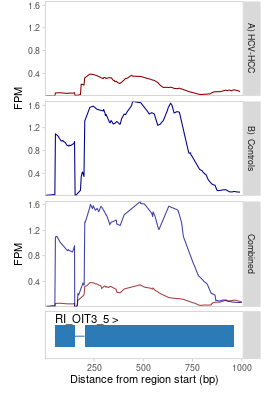 1.6
1.2
0.8
0.4
A) HCV-HCC
FPM
1.6
1.2
0.8
0.4
B) Controls
1.6
1.2
0.8
0.4
Combined
FPM
RI_OIT3_5 >
250 500 750 1000
Distance from region start (bp)